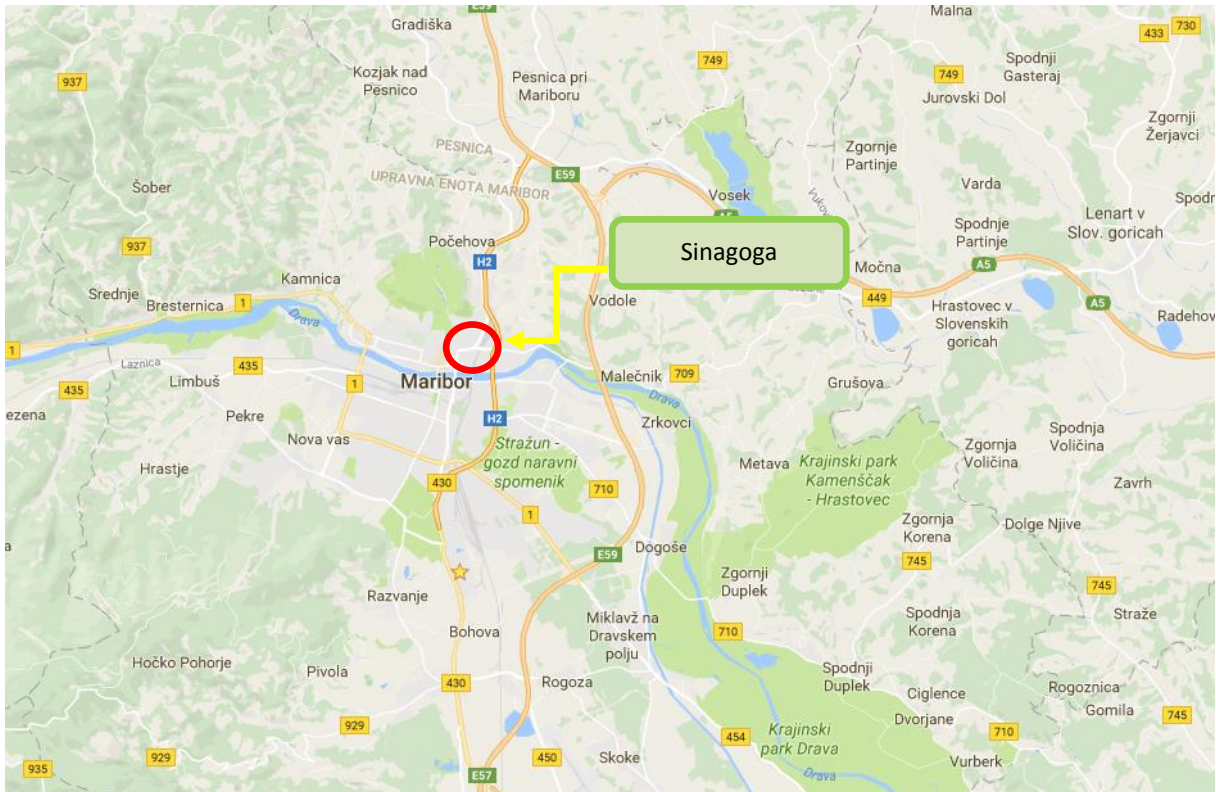 E59
Malna
Gradiška
433
730
Spodnji
Gasteraj
749
749
Kozjak nad
Pesnico
Pesnica pri
Mariboru
937
Jurovski Dol
Zgornji
Žerjavci
PESNICA
Zgornje
Partinje
E59
UPRAVNA ENOTA MARIBOR
Šober
Varda
Vosek
Spodr
Lenart v
Slov. goricah
A5
Spodnje
Partinje
937
Počehova
Sinagoga
H2
Močna
A5
Kamnica
449
Srednje
Bresternica
1
Vodole
Hrastovec v
Slovenskih
goricah
A5
Radehov
Drava
1
Laznica
435
Limbuš
Maribor
1
Malečnik
709
Grušova
435
ezena
Drava
Pekre
H2
Zrkovci
Nova vas
Stražun -
gozd naravni
spomenik
Spodnja
Voličina
Zgornja
Voličina
Hrastje
Metava
Krajinski park
Kamenščak
- Hrastovec
430
710
Zavrh
1
Zgornja
Korena
Dolge Njive
a
E59
Dogoše
745
Zgornji
Duplek
745
Razvanje
Miklavž na
Dravskem
polju
Spodnja
Korena
Straže
Bohova
710
Hočko Pohorje
Pivola
430
Rogoza
Spodnji
Duplek
Ciglence
Rogoznica
Gomila
745
929
Dvorjane
Krajinski
park Drava
454
710
929
450
Skoke
935
E57
Vurberk
Drava